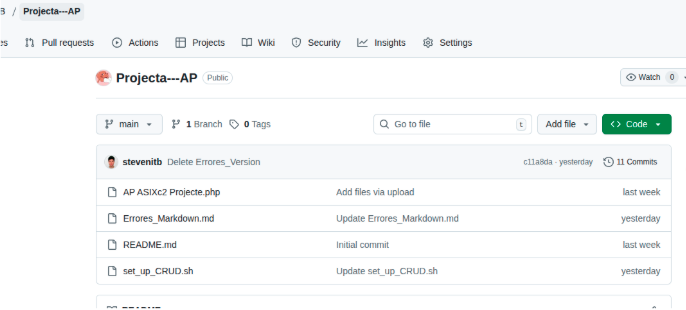 / Projecta---AP
Pull requests Actions Projects Wiki Security Insights Settings
Projecta---AP Public Watch 0
main 1 Branch 0 Tags Go to file t Add file Code
stevenitb Delete Errores_Version c11a8da · yesterday 11 Commits
AP ASIXc2 Projecte.php Add files via upload last week
Errores_Markdown.md Update Errores_Markdown.md yesterday
README.md Initial commit last week
set_up_CRUD.sh Update set_up_CRUD.sh yesterday